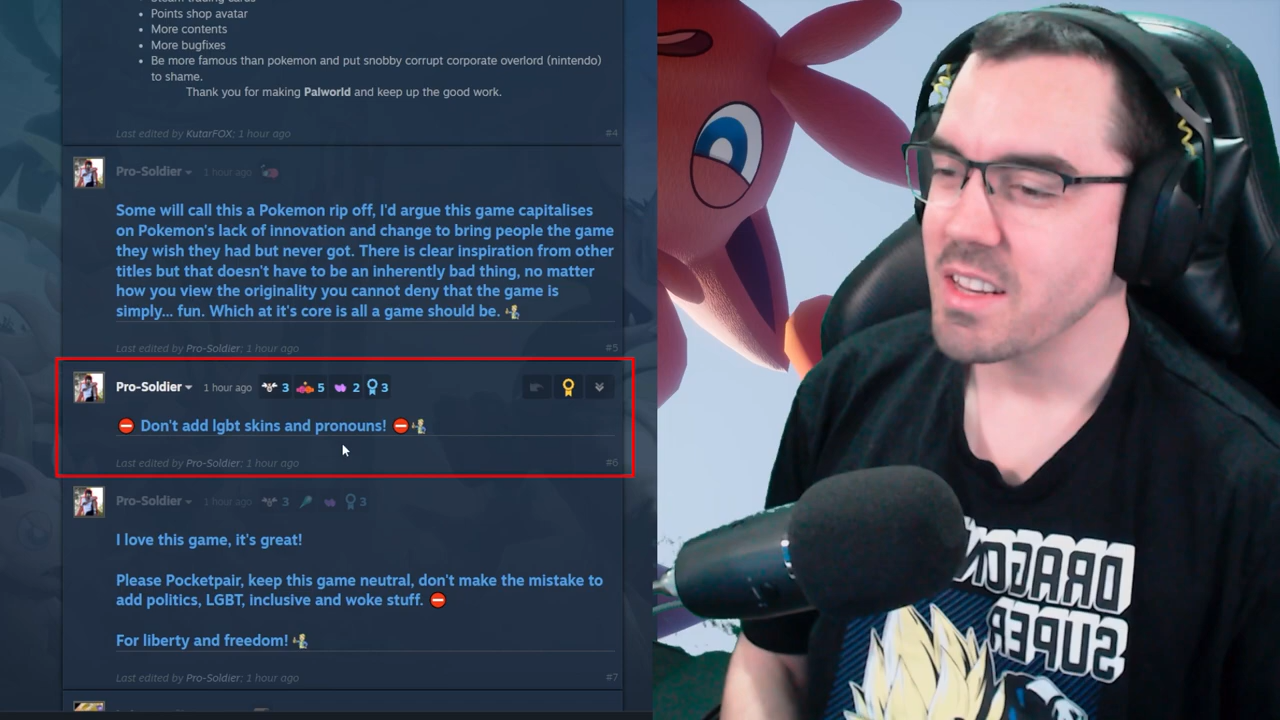 Points shop avatar
More contents
More bugfixes
Be more famous than pokemon and put snobby corrupt corporate overlord (nintendo)
to shame.
Thank you for making Palworld and keep up the good work.
Last edited by KutarFOX; 1 hour ago
#4
Pro-Soldier
1 hour ago
Some will call this a Pokemon rip off, I'd argue this game capitalises
on Pokemon's lack of innovation and change to bring people the game
they wish they had but never got. There is clear inspiration from other
titles but that doesn't have to be an inherently bad thing, no matter
how you view the originality you cannot deny that the game is
simply... fun. Which at it's core is all a game should be.
Last edited by Pro-Soldier; 1 hour ago
#5
Pro-Soldier
1 hour ago
3
5
2
3
⛔ Don't add lgbt skins and pronouns! ⛔
Last edited by Pro-Soldier; 1 hour ago
#6
Pro-Soldier
1 hour ago
3
3
I love this game, it's great!
Please Pocketpair, keep this game neutral, don't make the mistake to
add politics, LGBT, inclusive and woke stuff. ⛔
For liberty and freedom!
Last edited by Pro-Soldier; 1 hour ago
#7
DRAGON
SUPER